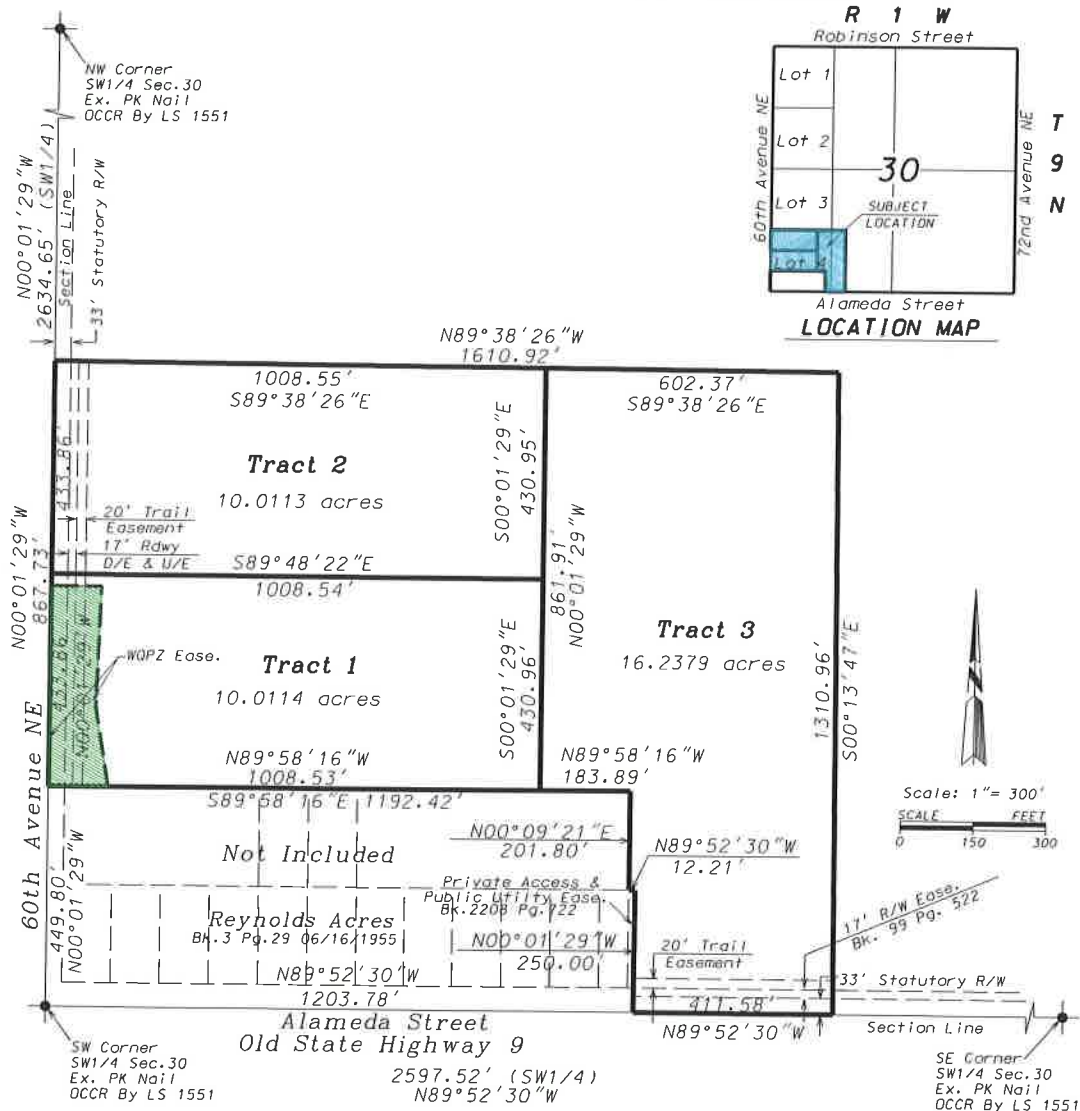 R 1 W
Robinson Street
Lot 1
Lot 2
Lot 3
Lot 4
30
SUBJECT
LOCATION
60th Avenue NE
72nd Avenue NE
T
9
N
Alameda Street
LOCATION MAP
NW Corner
SW1/4 Sec.30
Ex. PK Nail
OCCR By LS 1551
N00°01'29"W
2634.65' (SW1/4)
Section Line
33' Statutory R/W
N89°38'26"W
1610.92'
1008.55'
S89°38'26"E
602.37'
S89°38'26"E
433.86'
Tract 2
10.0113 acres
S00°01'29"E
430.95'
20' Trail
Easement
17' Rdwy
D/E & U/E
S89°48'22"E
1008.54'
N00°01'29"W
867.73'
861.91'
N00°01'29"W
N00°01'29"W
WQPZ Ease.
Tract 1
10.0114 acres
S00°01'29"E
430.96'
Tract 3
16.2379 acres
1310.96'
S00°13'47"E
N89°58'16"W
1008.53'
S89°58'16"E 1192.42'
N89°58'16"W
183.89'
Scale: 1"= 300'
SCALE FEET
0 150 300
60th Avenue NE
449.80'
N00°01'29"W
Not Included
N00°09'21"E
201.80'
N89°52'30"W
12.21'
Private Access &
Public Utility Ease.
Bk.2208 Pg.722
Reynolds Acres
Bk.3 Pg.29 06/16/1955
N00°01'29"W
250.00'
20' Trail
Easement
17' R/W Ease.
Bk. 99 Pg. 522
33' Statutory R/W
N89°52'30"W
1203.78'
411.58'
N89°52'30"W
Section Line
Alameda Street
Old State Highway 9
2597.52' (SW1/4)
N89°52'30"W
SW Corner
SW1/4 Sec.30
Ex. PK Nail
OCCR By LS 1551
SE Corner
SW1/4 Sec.30
Ex. PK Nail
OCCR By LS 1551